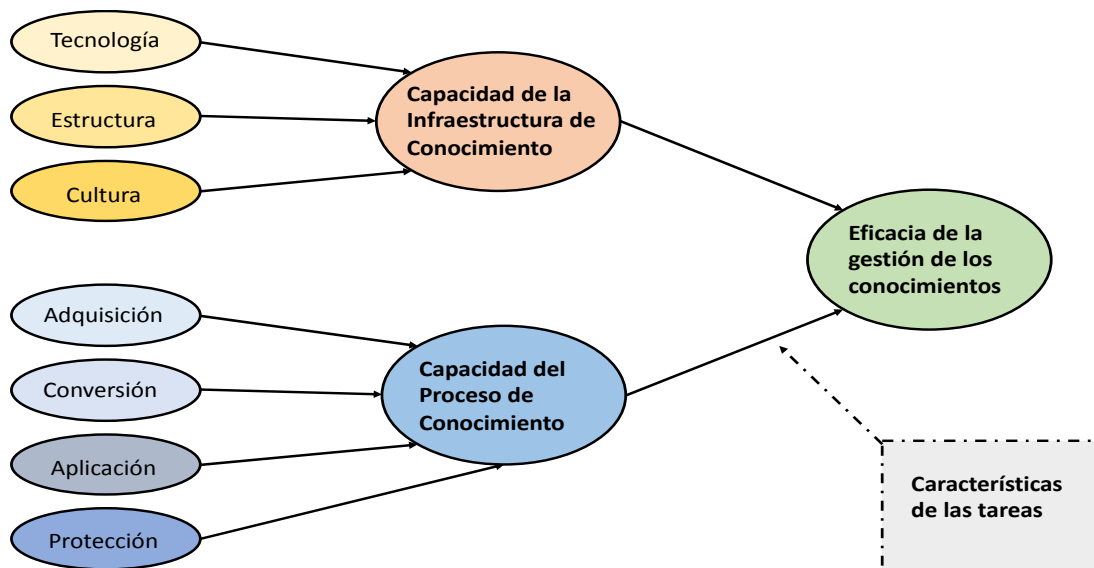 Tecnología
Estructura
Cultura
Capacidad de la
Infraestructura de
Conocimiento
Eficacia de la
gestión de los
conocimientos
Adquisición
Conversión
Aplicación
Protección
Capacidad del
Proceso de
Conocimiento
Características
de las tareas